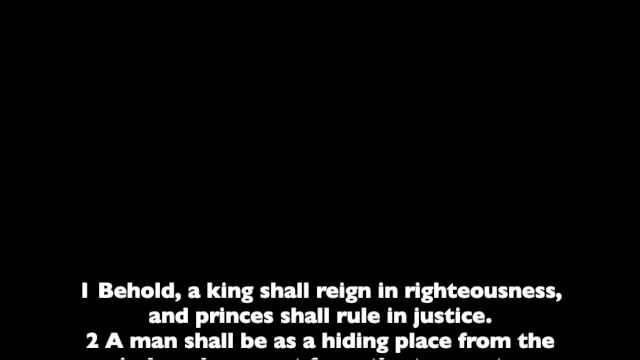 1 Behold, a king shall reign in righteousness,
and princes shall rule in justice.
2 A man shall be as a hiding place from the